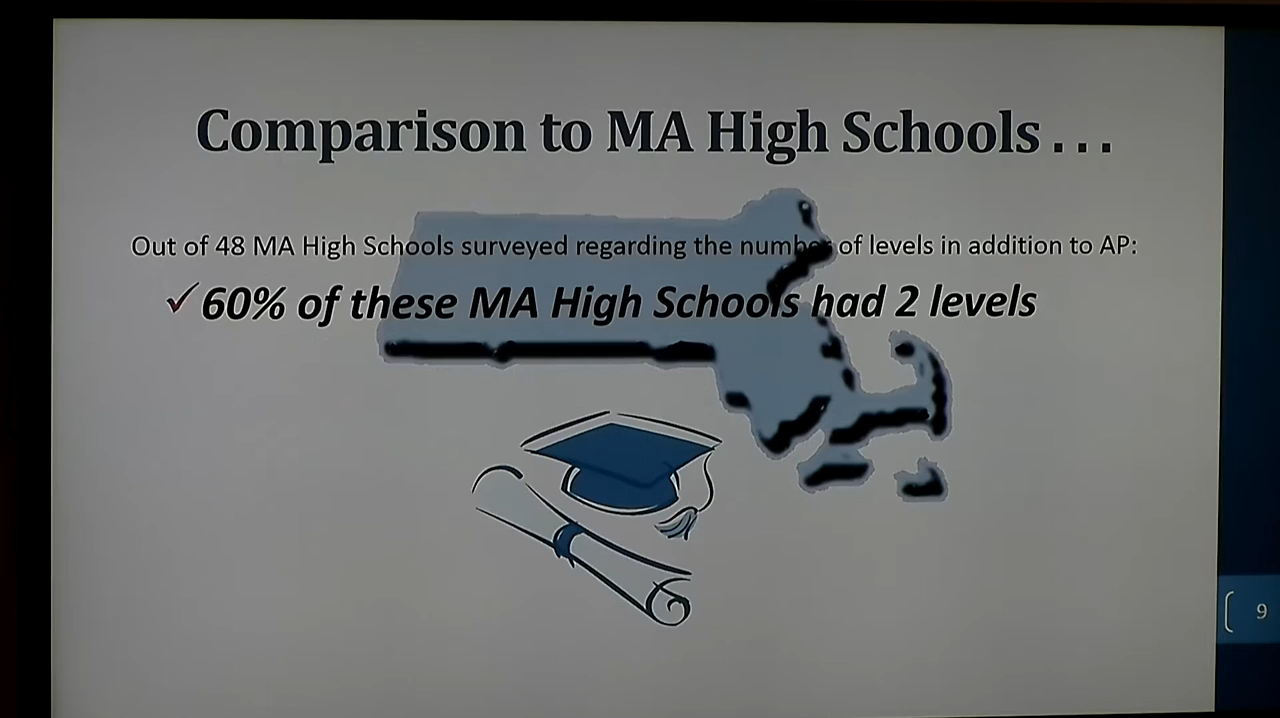 Comparison to MA High Schools . . .
Out of 48 MA High Schools surveyed regarding the number of levels in addition to AP:
✓60% of these MA High Schools had 2 levels
9